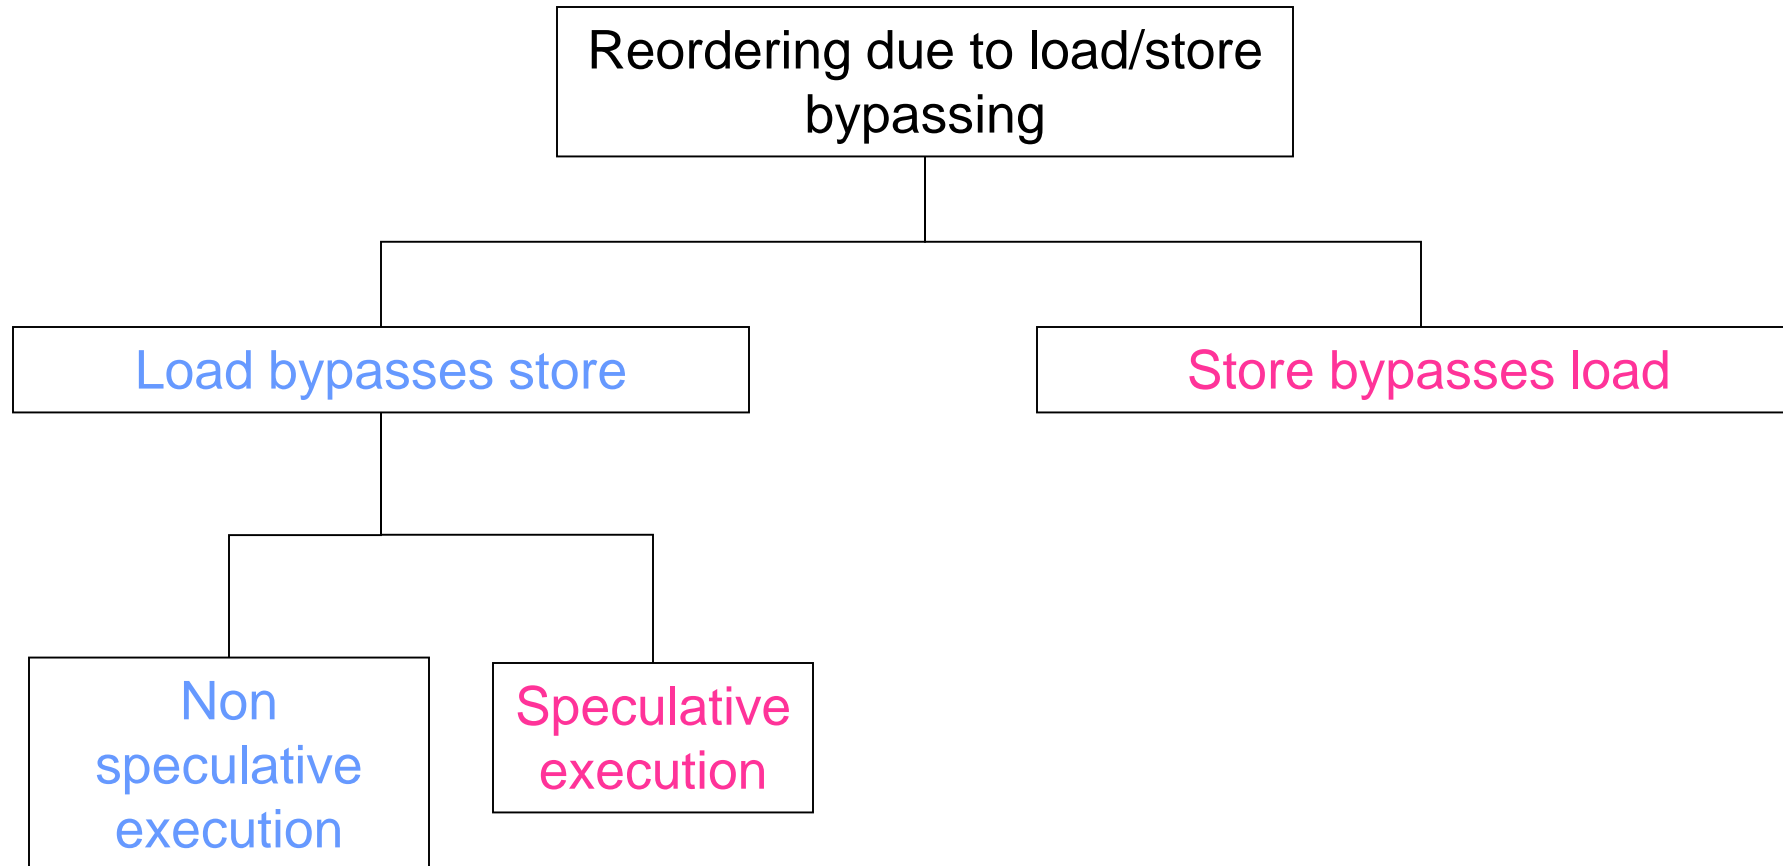 Reordering due to load/store
bypassing
Load bypasses store
Store bypasses load
Non
speculative
execution
Speculative
execution